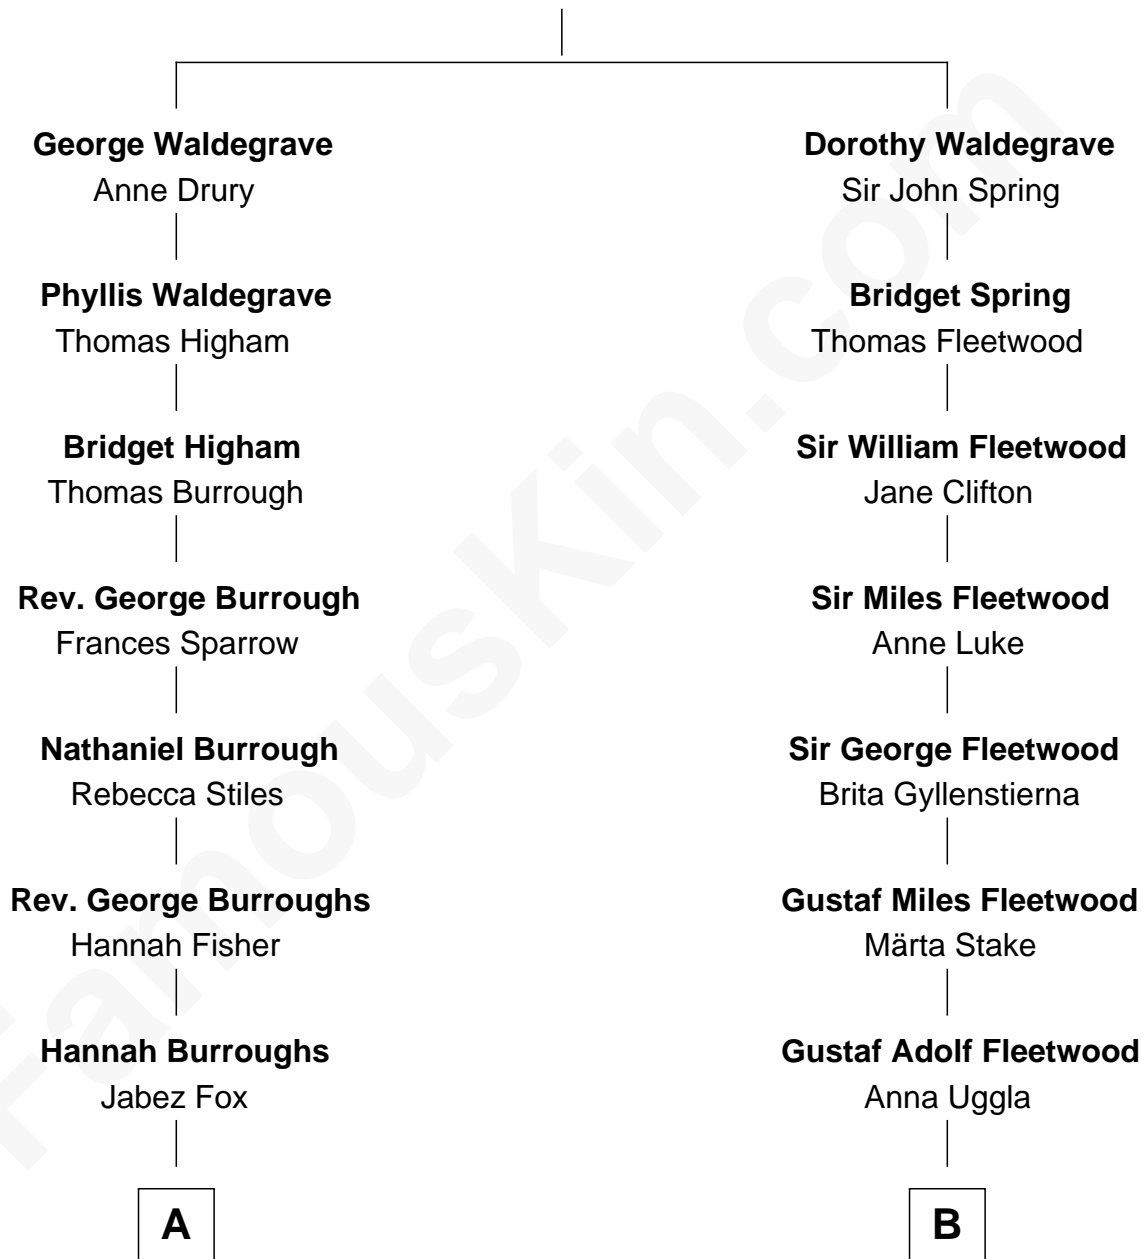 George Waldegrave
Anne Drury
Phyllis Waldegrave
Thomas Higham
Bridget Higham
Thomas Burrough
Rev. George Burrough
Frances Sparrow
Nathaniel Burrough
Rebecca Stiles
Rev. George Burroughs
Hannah Fisher
Hannah Burroughs
Jabez Fox
A
Dorothy Waldegrave
Sir John Spring
Bridget Spring
Thomas Fleetwood
Sir William Fleetwood
Jane Clifton
Sir Miles Fleetwood
Anne Luke
Sir George Fleetwood
Brita Gyllenstierna
Gustaf Miles Fleetwood
Märta Stake
Gustaf Adolf Fleetwood
Anna Uggla
B
FamousKin.com